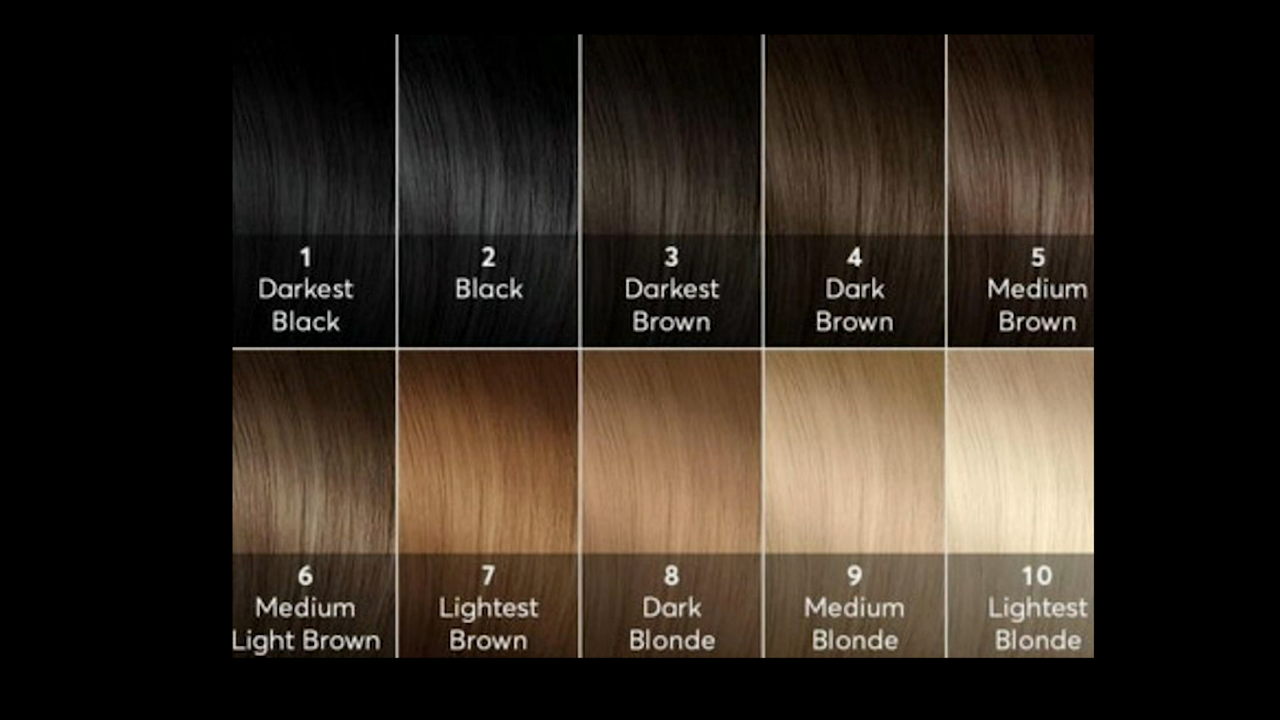 1
Darkest
Black
2
Black
3
Darkest
Brown
4
Dark
Brown
5
Medium
Brown
6
Medium
Light Brown
7
Lightest
Brown
8
Dark
Blonde
9
Medium
Blonde
10
Lightest
Blonde